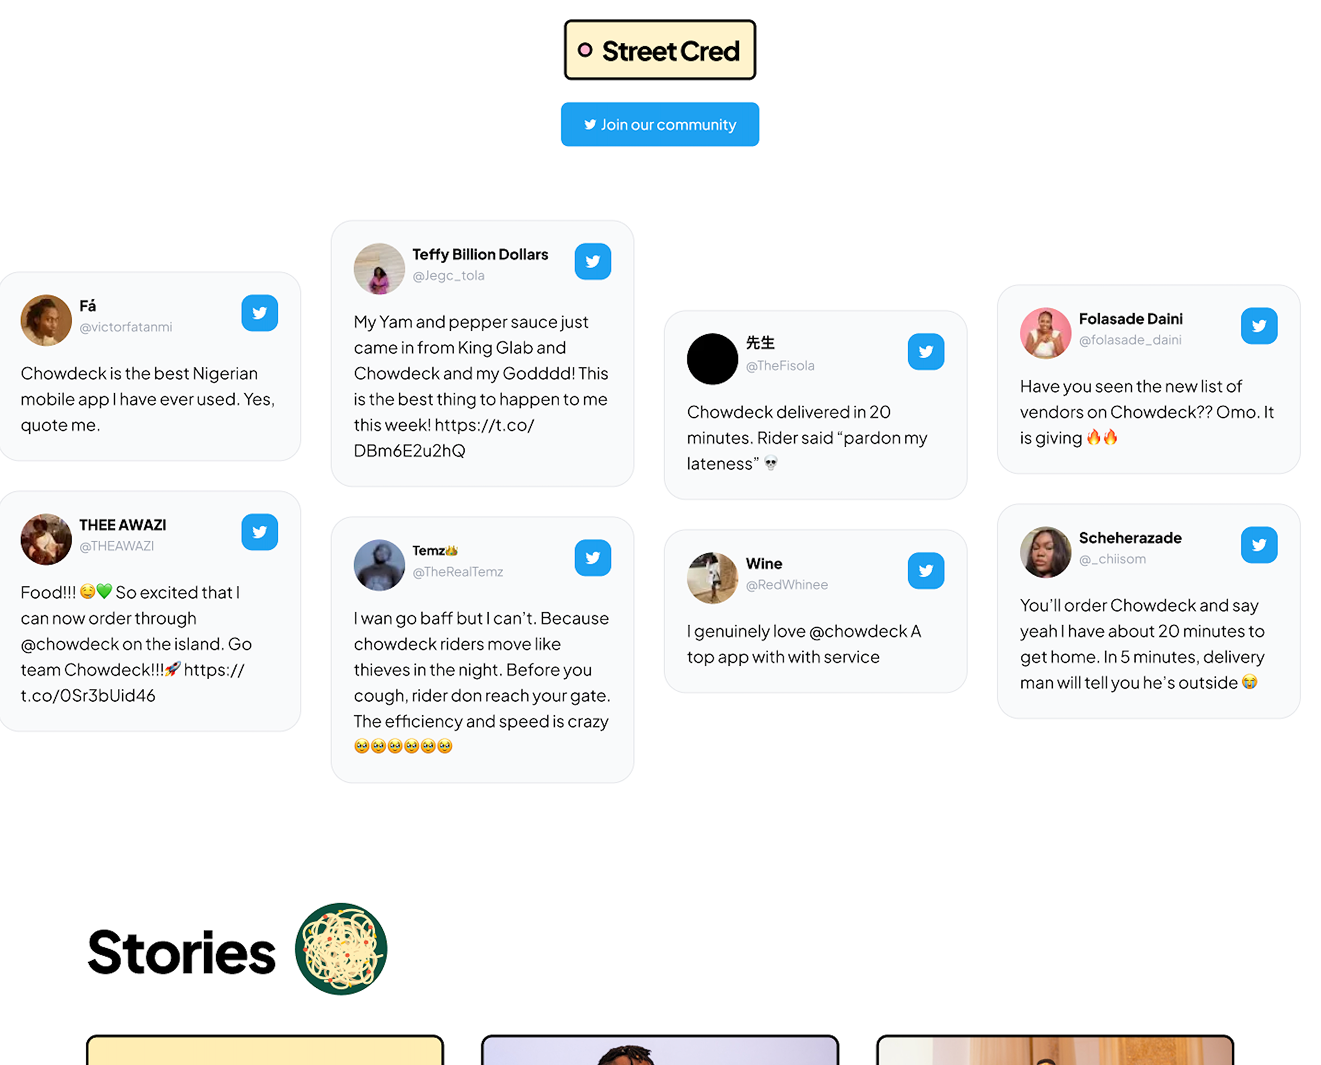 Street Cred
Join our community
Fá
@victorfatanmi
Chowdeck is the best Nigerian
mobile app I have ever used. Yes,
quote me.
THEE AWAZI
@THEAWAZI
Food!!! 😋💚 So excited that I
can now order through
@chowdeck on the island. Go
team Chowdeck!!!🚀 https://
t.co/0Sr3bUid46
Teffy Billion Dollars
@Jegc_tola
My Yam and pepper sauce just
came in from King Glab and
Chowdeck and my Godddd! This
is the best thing to happen to me
this week! https://t.co/
DBm6E2u2hQ
Temz👑
@TheRealTemz
I wan go baff but I can’t. Because
chowdeck riders move like
thieves in the night. Before you
cough, rider don reach your gate.
The efficiency and speed is crazy
🥹🥹🥹🥹🥹🥹
先生
@TheFisola
Chowdeck delivered in 20
minutes. Rider said “pardon my
lateness” 💀
Wine
@RedWhinee
I genuinely love @chowdeck A
top app with with service
Folasade Daini
@folasade_daini
Have you seen the new list of
vendors on Chowdeck?? Omo. It
is giving 🔥🔥
Scheherazade
@_chiisom
You’ll order Chowdeck and say
yeah I have about 20 minutes to
get home. In 5 minutes, delivery
man will tell you he’s outside 😭
Stories